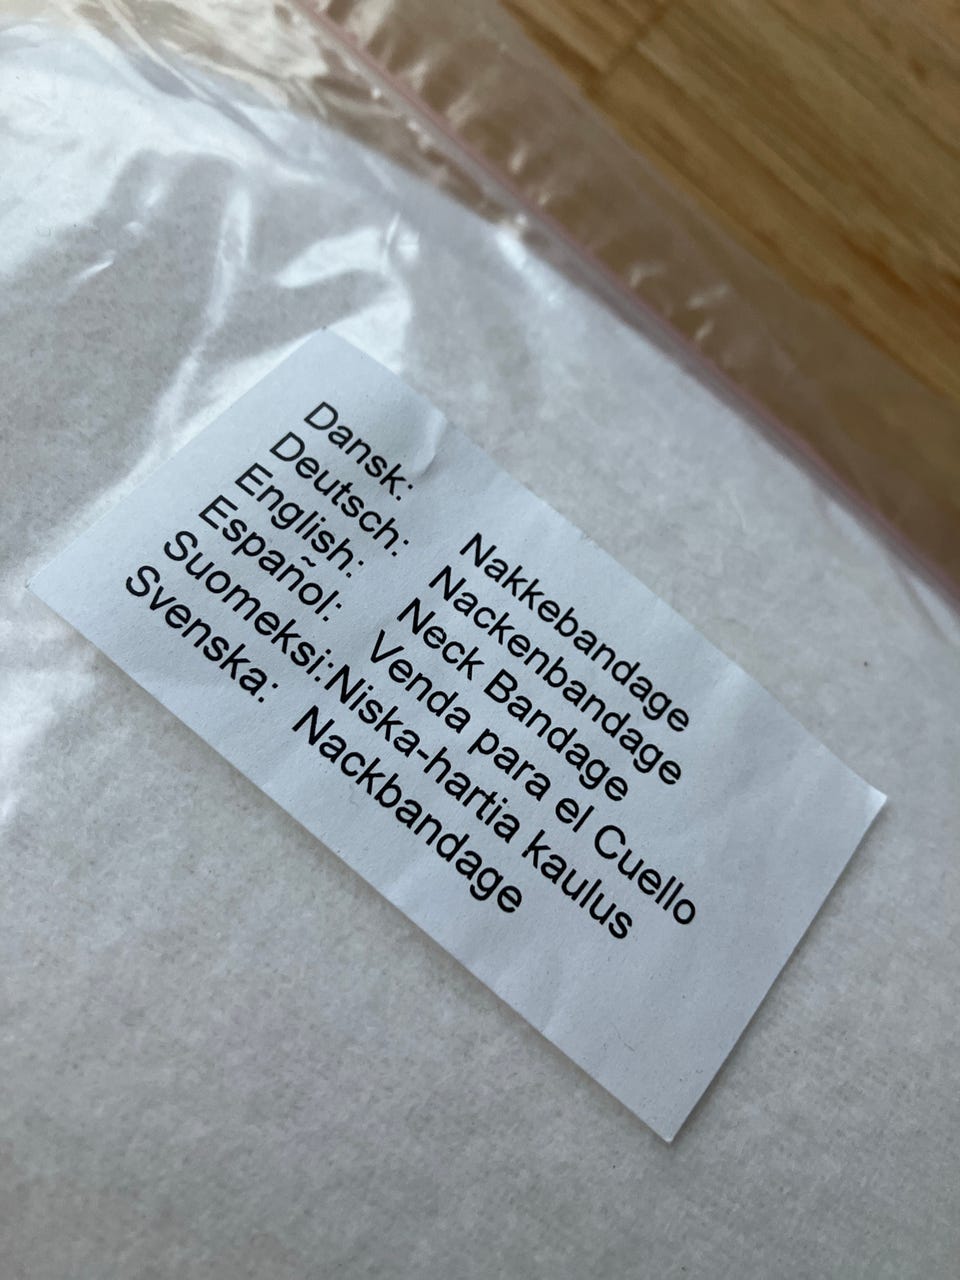 Dansk: Nakkebandage
Deutsch: Nackenbandage
English: Neck Bandage
Español: Venda para el Cuello
Suomeksi: Niska-hartia kaulus
Svenska: Nackbandage